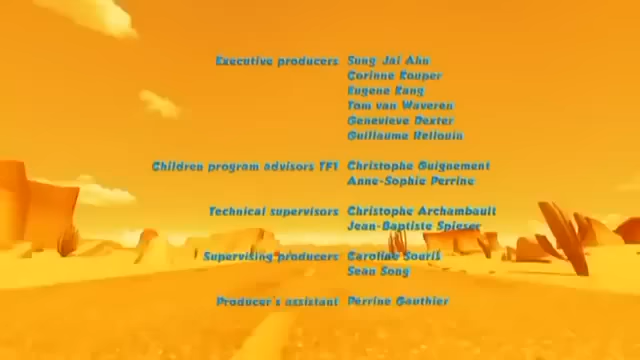 Executive producers Sung Jai Ahn
Corinne Kouper
Eugene Kang
Tom van Waveren
Genevieve Dexter
Guillaume Hellouin
Children program advisors TF1 Christophe Guignement
Anne-Sophie Perrine
Technical supervisors Christophe Archambault
Jean-Baptiste Spieser
Supervising producers Caroline Souris
Sean Song
Producer's assistant Perrine Gauthier